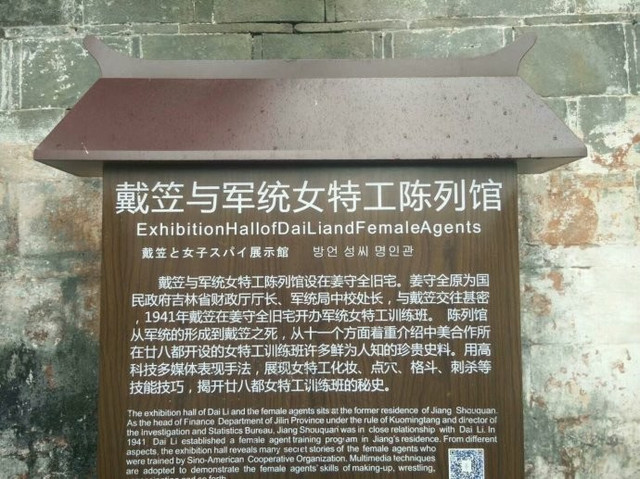 戴笠与军统女特工陈列馆
ExhibitionHallofDaiLiandFemaleAgents
戴笠と女子スパイ展示館 방언 성씨 명인관
戴笠与军统女特工陈列馆设在姜守全旧宅。姜守全原为国
民政府吉林省财政厅厅长、军统局中校处长，与戴笠交往甚密
，1941年戴笠在姜守全旧宅开办军统女特工训练班。 陈列馆
从军统的形成到戴笠之死，从十一个方面着重介绍中美合作所
在廿八都开设的女特工训练班许多鲜为人知的珍贵史料。用高
科技多媒体表现手法，展现女特工化妆、点穴、格斗、刺杀等
技能技巧，揭开廿八都女特工训练班的秘史。
The exhibition hall of Dai Li and the female agents sits at the former residence of Jiang Shouquan.
As the head of Finance Department of Jilin Province under the rule of Kuomingtang and director of
the Investigation and Statistics Bureau, Jiang Shouquan was in close relationship with Dai Li. In
1941 Dai Li established a female agent training program in Jiang's residence. From different
aspects, the exhibition hall reveals many secret stories of the female agents who
were trained by Sino-American Cooperative Organization. Multimedia techniques
are adopted to demonstrate the female agents' skills of making-up, wrestling,